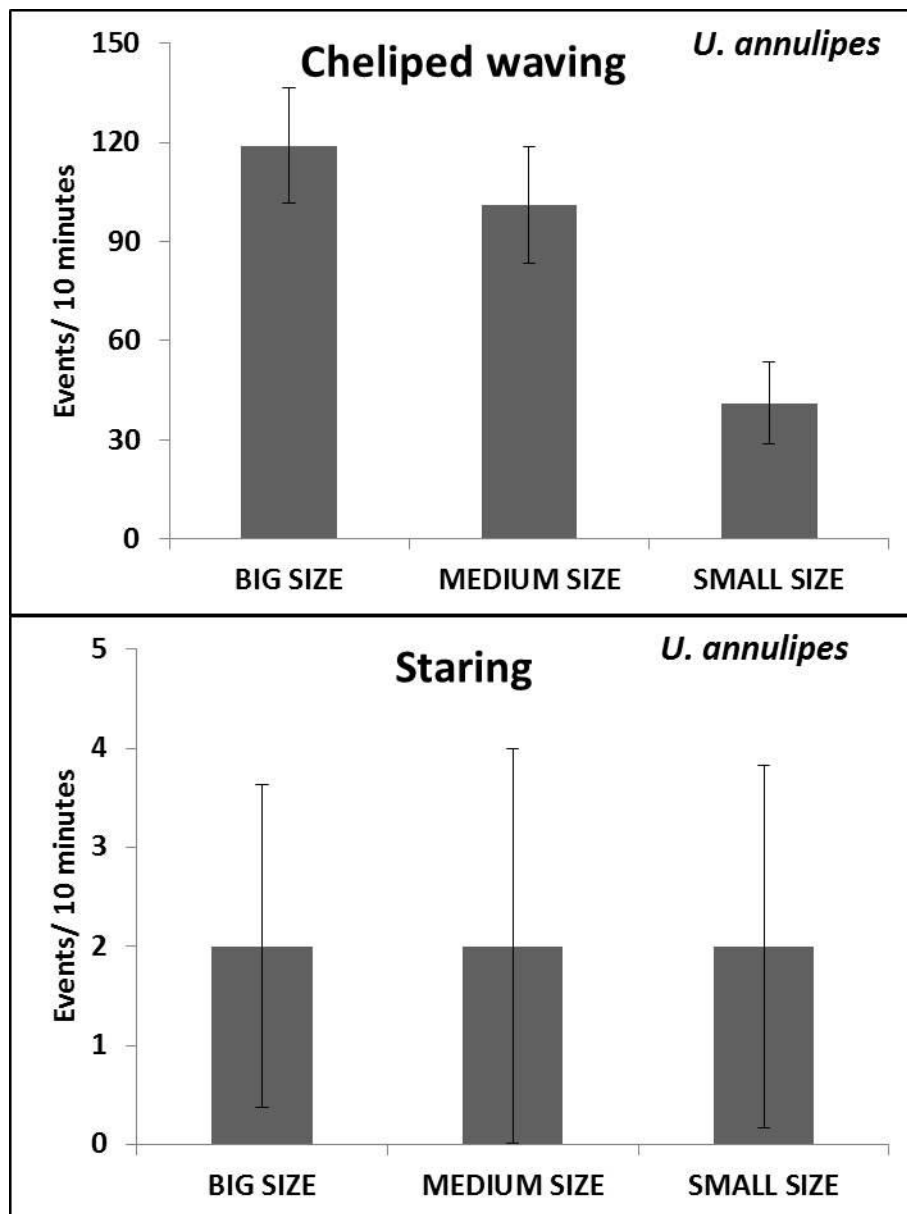 Cheliped waving
U. annulipes
Events/ 10 minutes
150
120
90
60
30
0
BIG SIZE MEDIUM SIZE SMALL SIZE
Staring
U. annulipes
Events/ 10 minutes
5
4
3
2
1
0
BIG SIZE MEDIUM SIZE SMALL SIZE